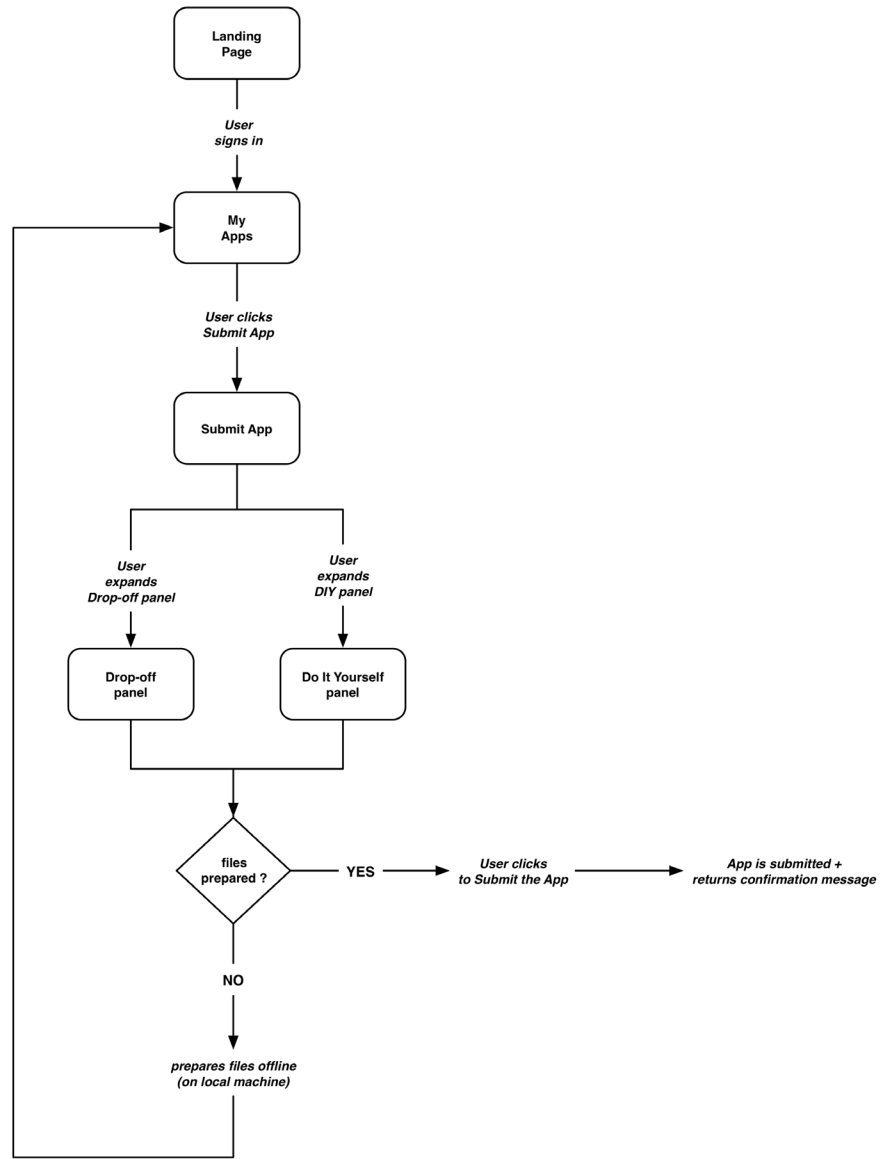 Landing
Page
User
signs in
My
Apps
User clicks
Submit App
Submit App
User
expands
Drop-off panel
User
expands
DIY panel
Drop-off
panel
Do It Yourself
panel
files
prepared ?
YES
User clicks
to Submit the App
App is submitted +
returns confirmation message
NO
prepares files offline
(on local machine)